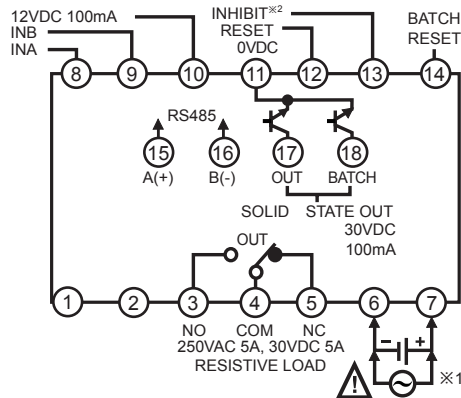 12VDC 100mA
INB
INA
INHIBIT※2
RESET
0VDC
BATCH
RESET
8
9
10
11
12
13
14
RS485
15
16
17
18
A(+)
B(-)
OUT
BATCH
SOLID STATE OUT
30VDC
100mA
OUT
1
2
3
4
5
6
7
NO
COM
NC
250VAC 5A, 30VDC 5A
RESISTIVE LOAD
- +
!
※1